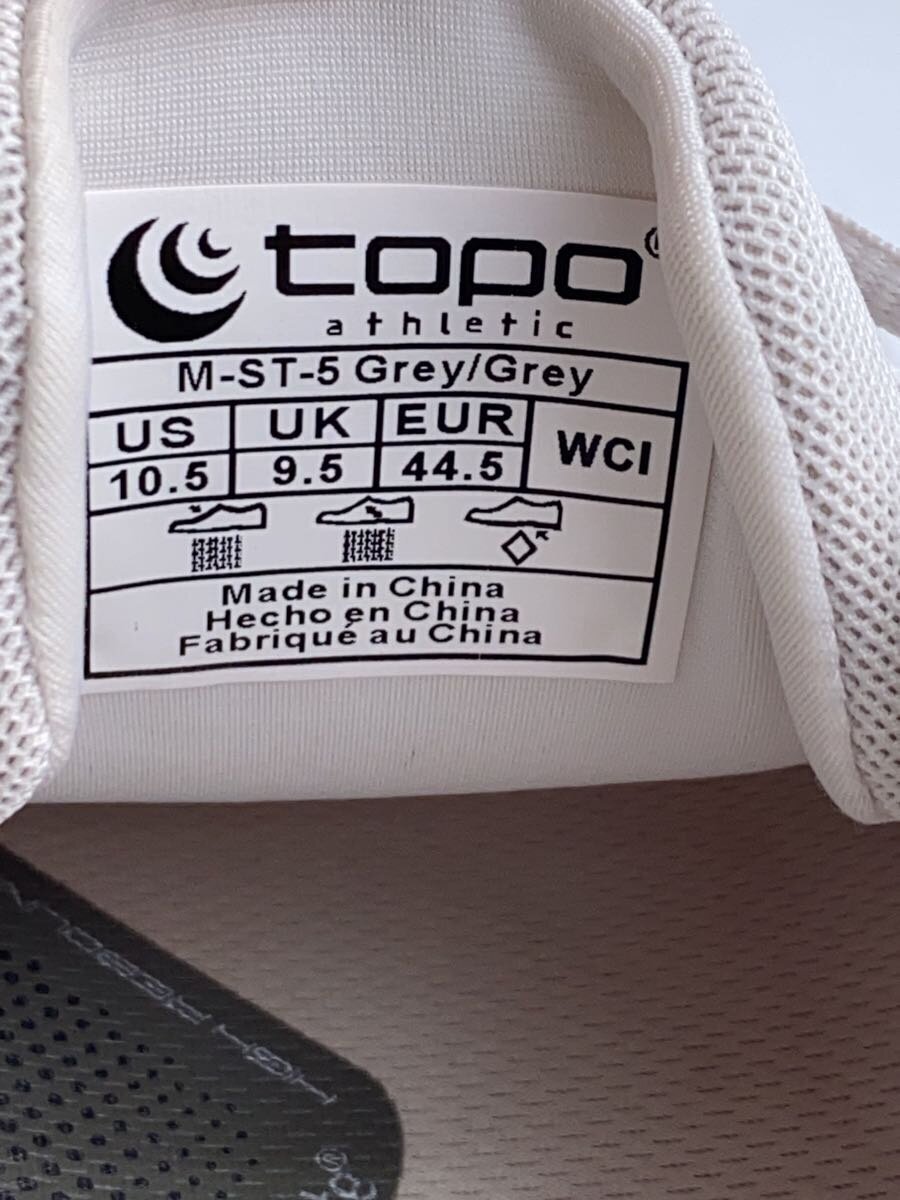 topo®
athletic
M-ST-5 Grey/Grey
US UK EUR WCI
10.5 9.5 44.5
Made in China
Hecho en China
Fabriqué au China